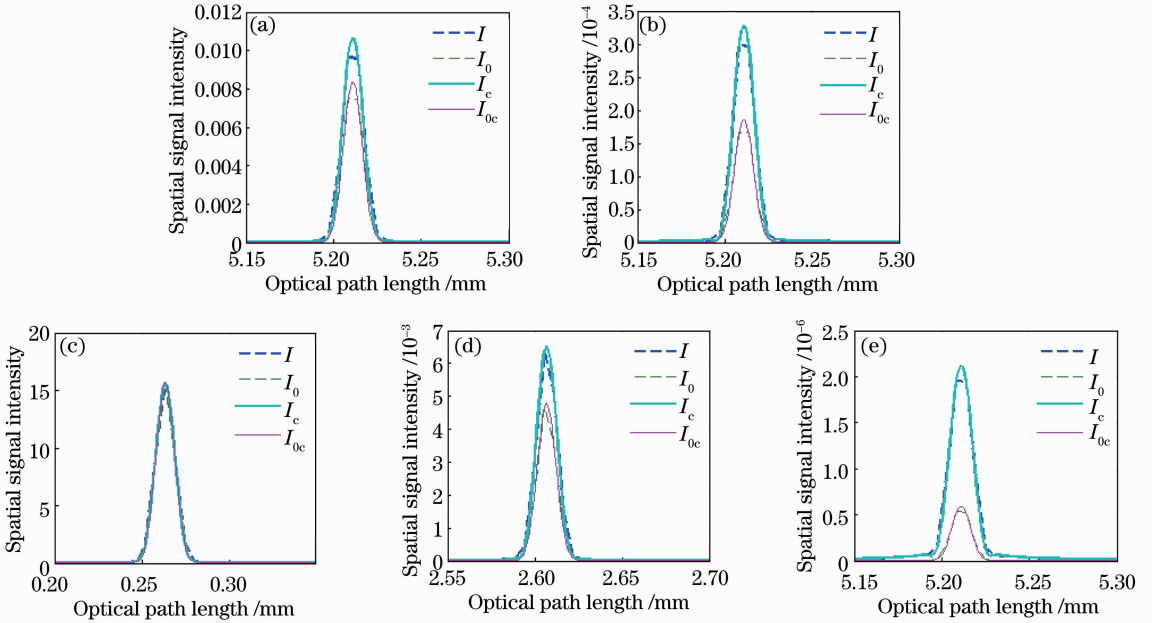 (a)
Spatial signal intensity
0.012
0.010
0.008
0.006
0.004
0.002
0
I
I₀
I_c
I₀c
5.15 5.20 5.25 5.30
Optical path length /mm
(b)
Spatial signal intensity /10⁻⁴
3.5
3.0
2.5
2.0
1.5
1.0
0.5
0
I
I₀
I_c
I₀c
5.15 5.20 5.25 5.30
Optical path length /mm
(c)
Spatial signal intensity
20
15
10
5
0
I
I₀
I_c
I₀c
0.20 0.25 0.30
Optical path length /mm
(d)
Spatial signal intensity /10⁻³
7
6
5
4
3
2
1
0
I
I₀
I_c
I₀c
2.55 2.60 2.65 2.70
Optical path length /mm
(e)
Spatial signal intensity /10⁻⁶
2.5
2.0
1.5
1.0
0.5
0
I
I₀
I_c
I₀c
5.15 5.20 5.25 5.30
Optical path length /mm